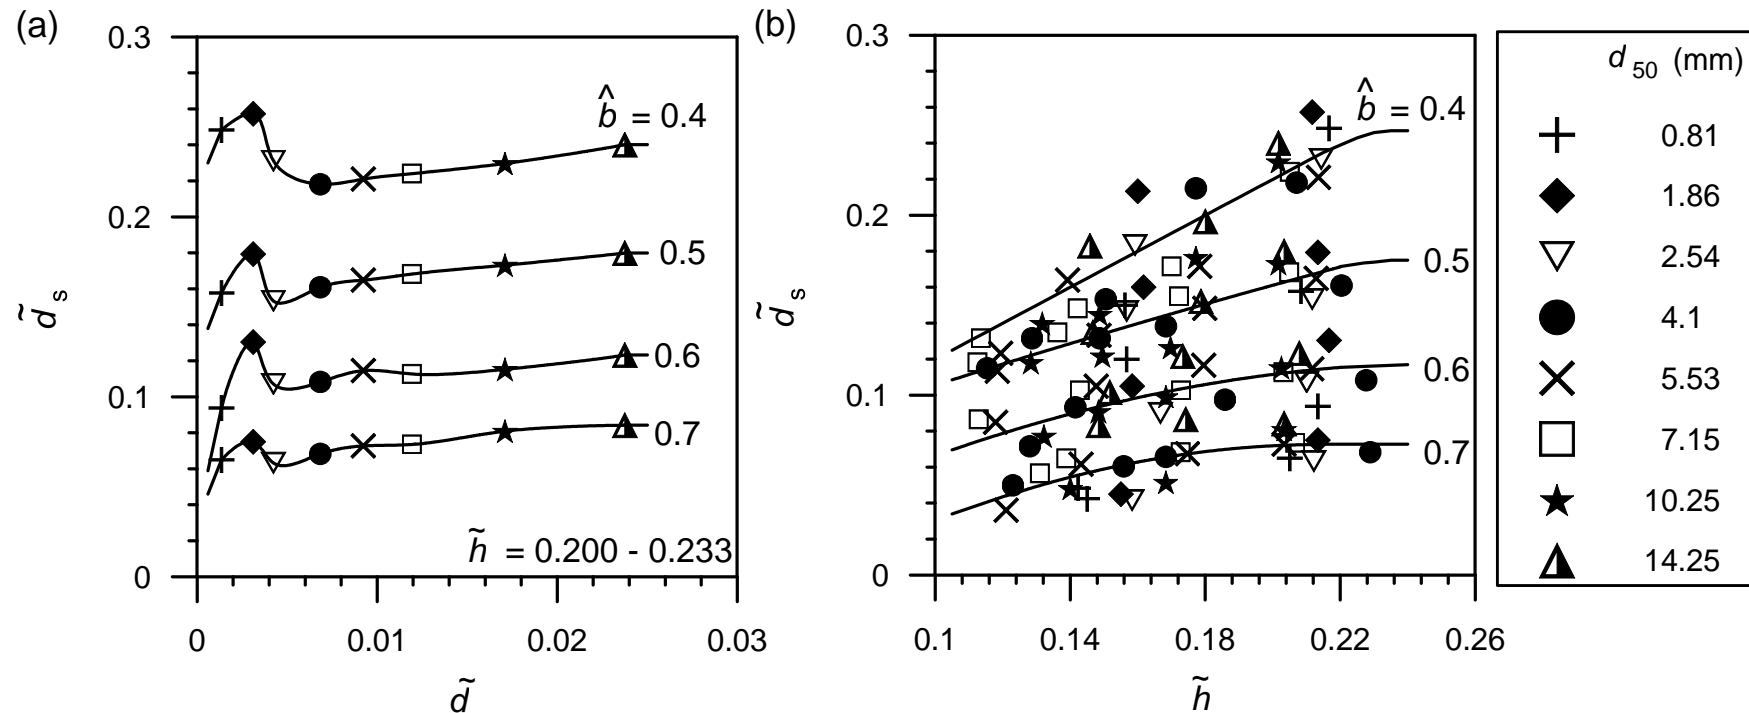 (a)
0.3
0.2
0.1
0
d̃ s
b̂ = 0.4
0.5
0.6
0.7
h̃ = 0.200 - 0.233
0 0.01 0.02 0.03
d̃
(b)
0.3
0.2
0.1
0
d̃ s
b̂ = 0.4
0.5
0.6
0.7
0.1 0.14 0.18 0.22 0.26
h̃
d 50 (mm)
0.81
1.86
2.54
4.1
5.53
7.15
10.25
14.25